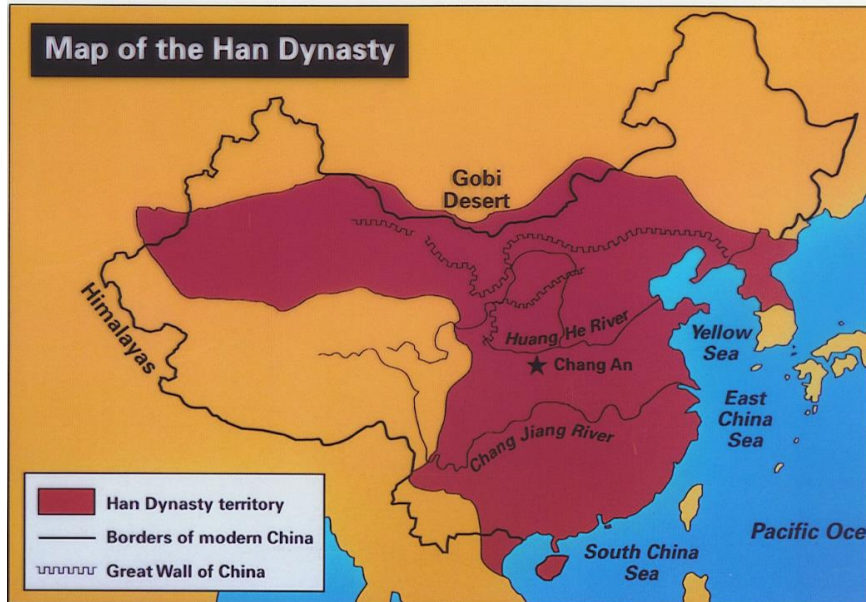 Map of the Han Dynasty
Gobi
Desert
Himalayas
Huang He River
Yellow
Sea
Chang An
East
China
Sea
Chang Jiang River
Han Dynasty territory
Borders of modern China
Great Wall of China
South China
Sea
Pacific Oce